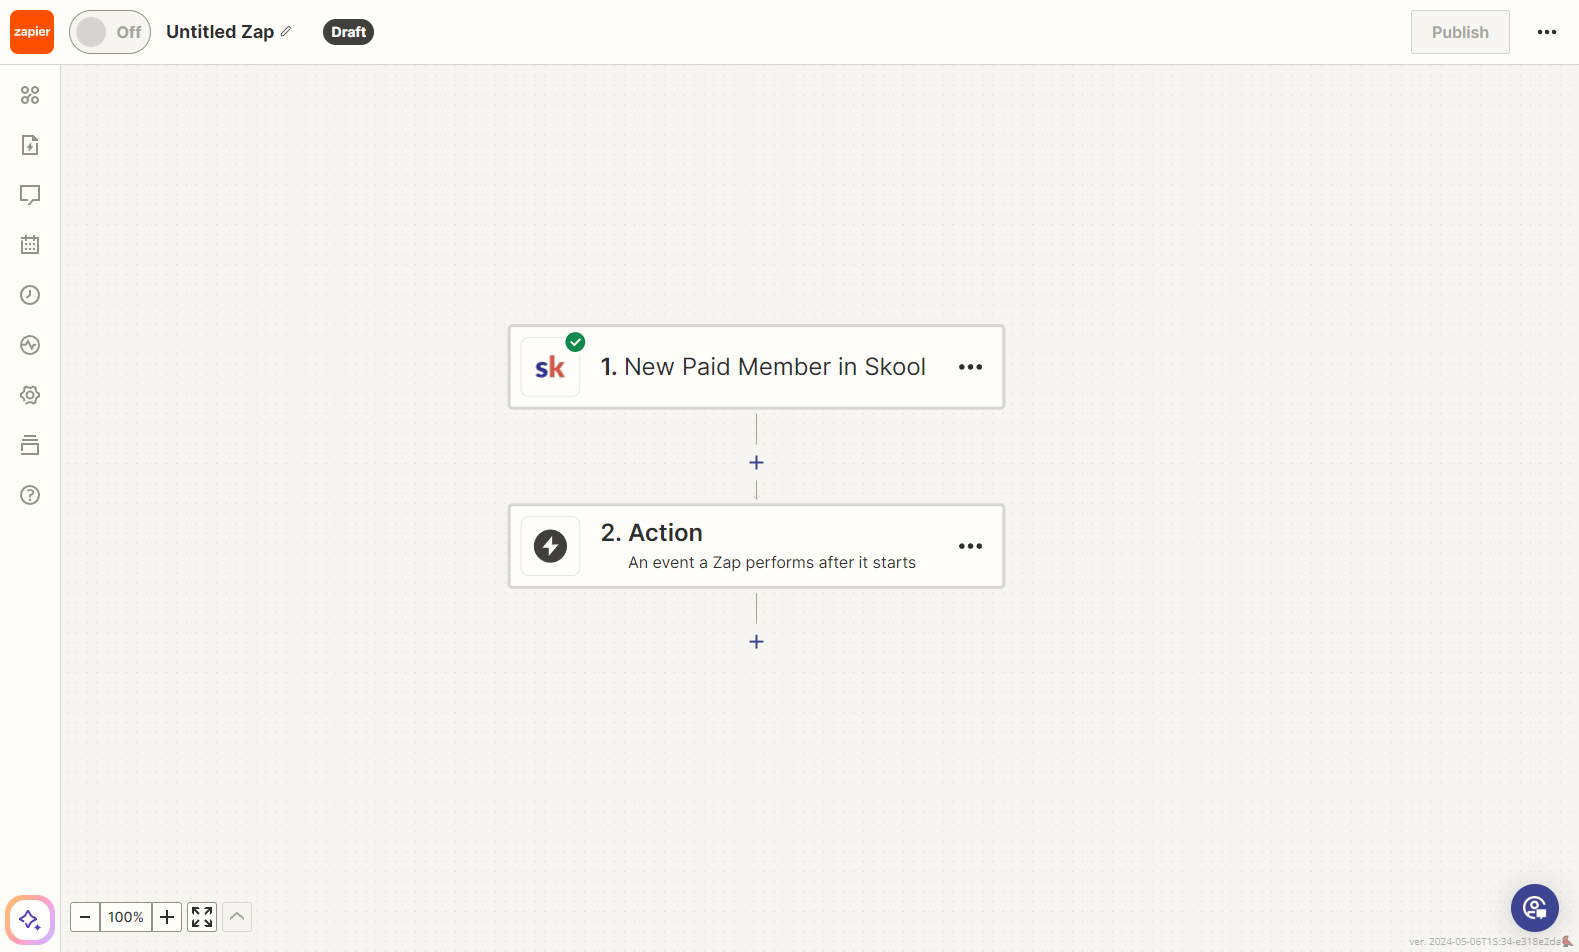 zapier
Off
Untitled Zap
Draft
Publish
sk
1. New Paid Member in Skool
2. Action
An event a Zap performs after it starts
100%
ver. 2024-05-06T15:34-e318e2da